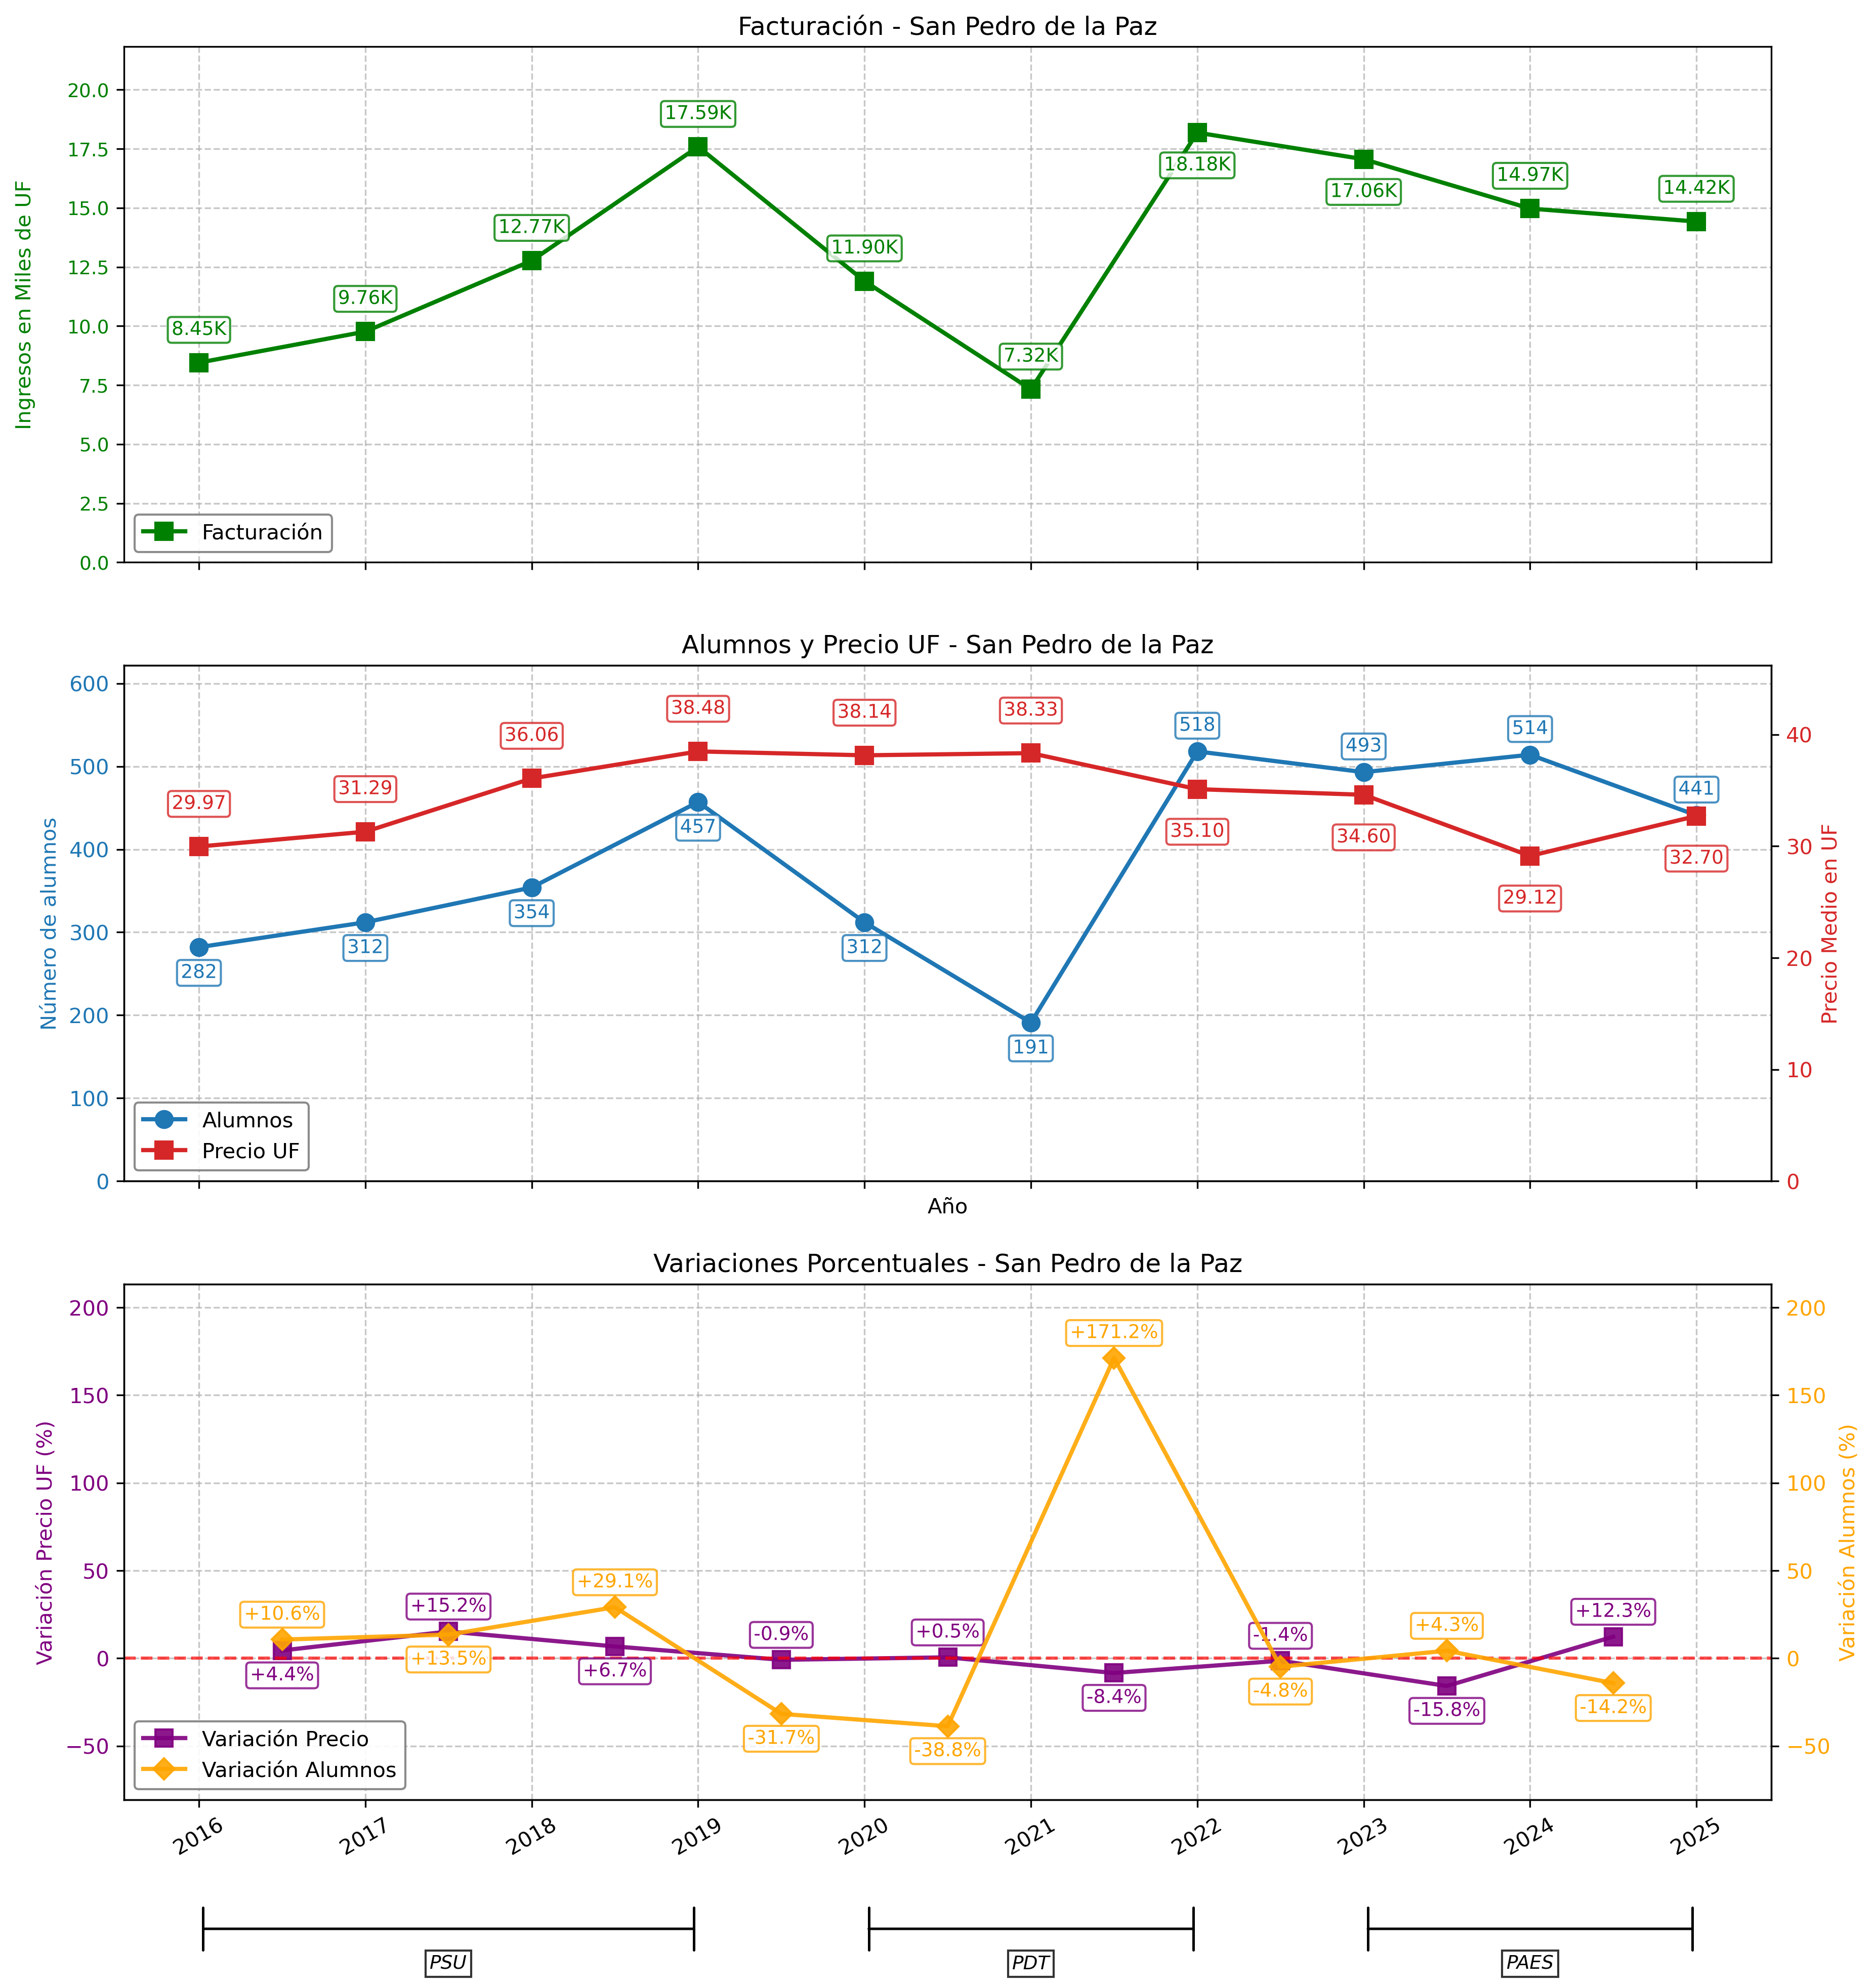 Facturación - San Pedro de la Paz
Ingresos en Miles de UF
20.0
17.5
15.0
12.5
10.0
7.5
5.0
2.5
0.0
8.45K
9.76K
12.77K
17.59K
11.90K
7.32K
18.18K
17.06K
14.97K
14.42K
Facturación
Alumnos y Precio UF - San Pedro de la Paz
Número de alumnos
600
500
400
300
200
100
0
29.97
31.29
36.06
38.48
38.14
38.33
35.10
34.60
29.12
32.70
282
312
354
457
312
191
518
493
514
441
40
30
20
10
0
Precio Medio en UF
Alumnos
Precio UF
Año
Variaciones Porcentuales - San Pedro de la Paz
Variación Precio UF (%)
200
150
100
50
0
−50
+4.4%
+15.2%
+6.7%
-0.9%
+0.5%
-8.4%
-1.4%
-15.8%
+12.3%
+10.6%
+13.5%
+29.1%
-31.7%
-38.8%
+171.2%
-4.8%
+4.3%
-14.2%
200
150
100
50
0
−50
Variación Alumnos (%)
Variación Precio
Variación Alumnos
2016 2017 2018 2019 2020 2021 2022 2023 2024 2025
PSU PDT PAES